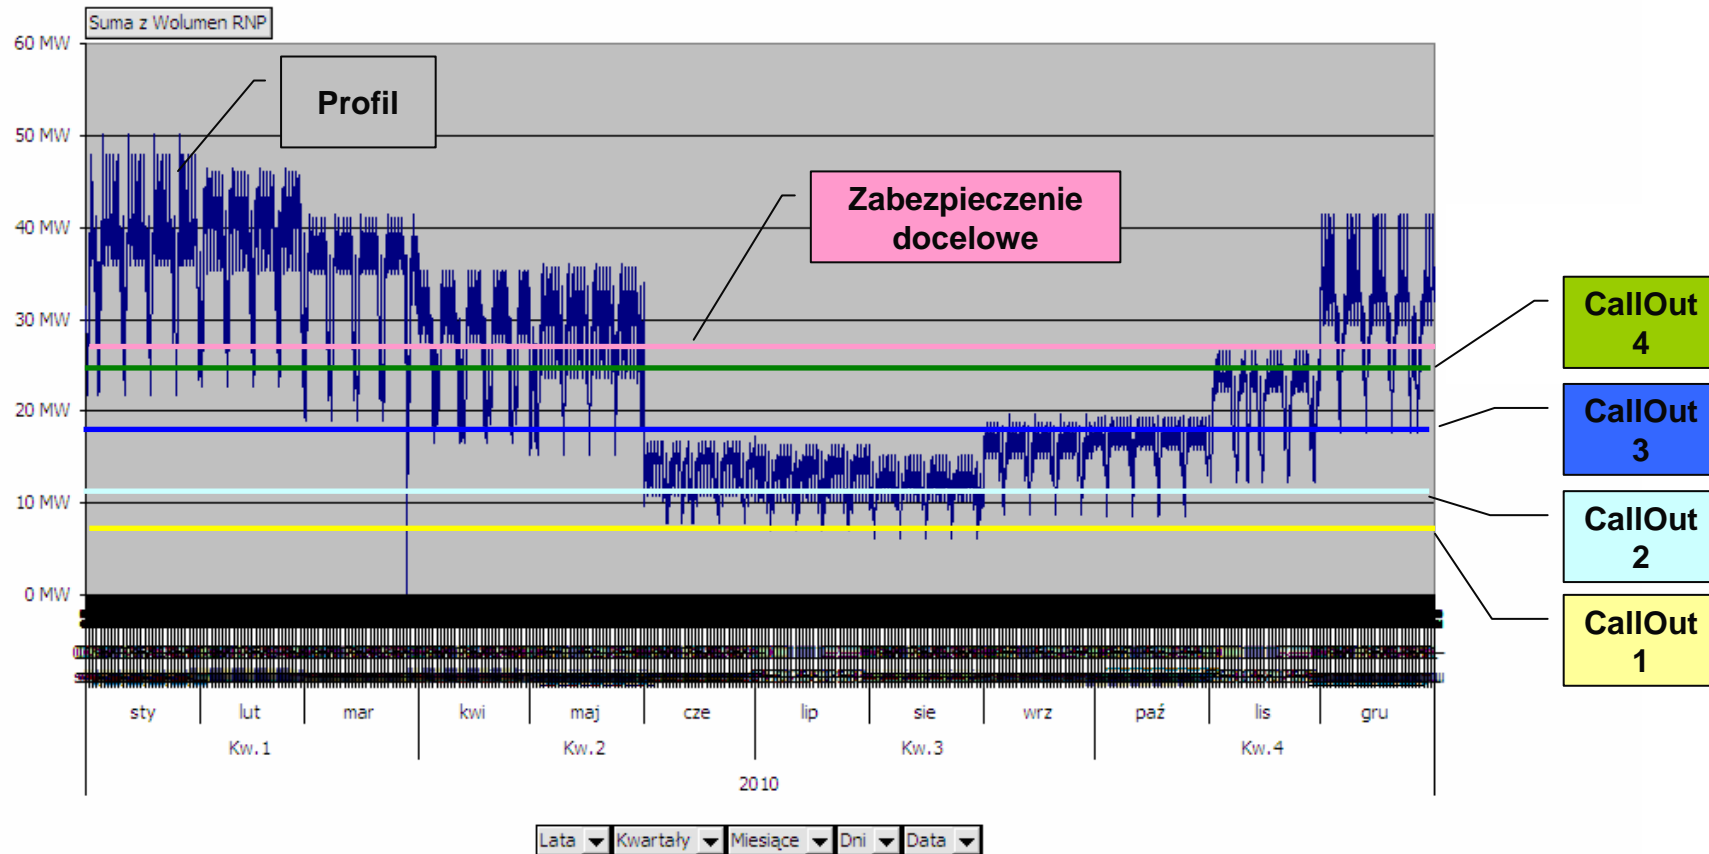 Suma z Wolumen RNP
60 MW
50 MW
40 MW
30 MW
20 MW
10 MW
0 MW
Profil
Zabezpieczenie
docelowe
CallOut
4
CallOut
3
CallOut
2
CallOut
1
sty lut mar kwi maj cze lip sie wrz paź lis gru
Kw.1 Kw.2 Kw.3 Kw.4
2010
Lata Kwartały Miesiące Dni Data